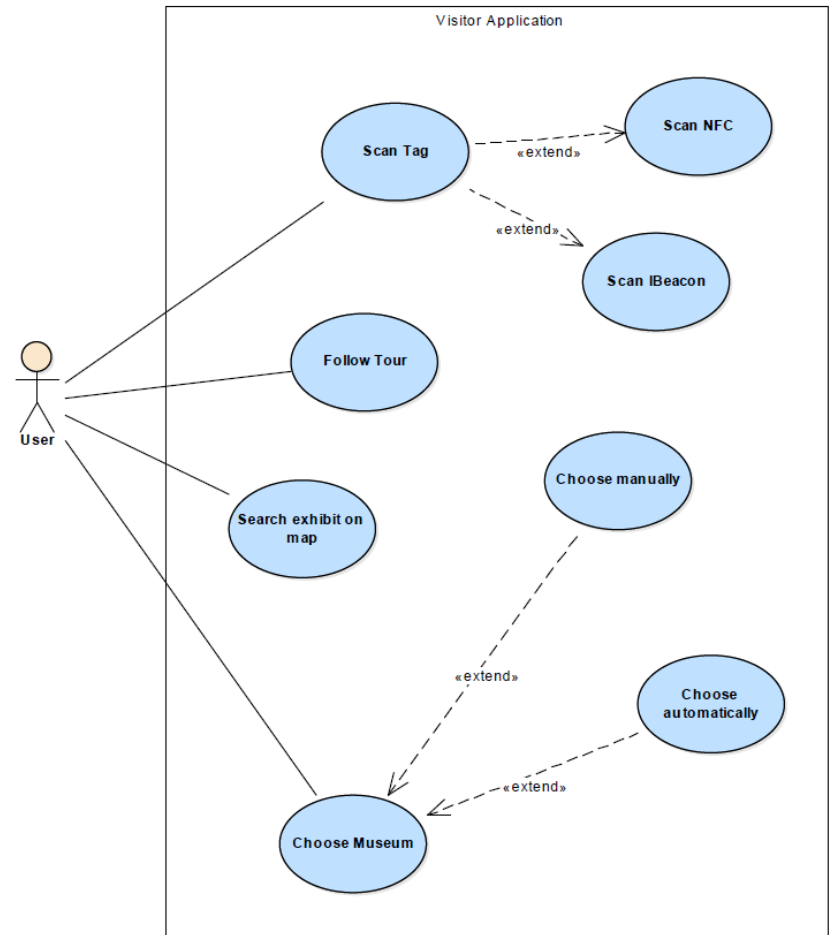 Visitor Application
Scan NFC
Scan Tag
«extend»
«extend»
Scan IBeacon
Follow Tour
User
Choose manually
Search exhibit on
map
«extend»
Choose
automatically
«extend»
Choose Museum